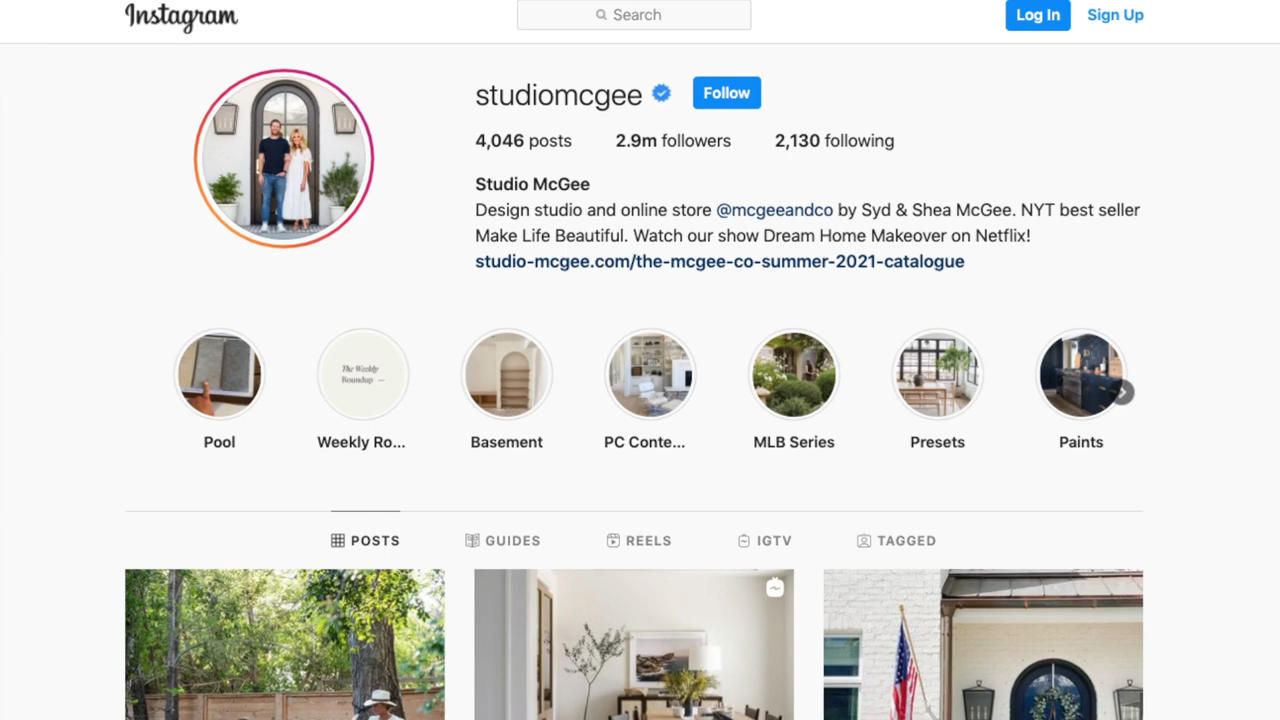 Instagram
Search
Log In
Sign Up
studiomcgee
Follow
4,046 posts
2.9m followers
2,130 following
Studio McGee
Design studio and online store @mcgeeandco by Syd & Shea McGee. NYT best seller
Make Life Beautiful. Watch our show Dream Home Makeover on Netflix!
studio-mcgee.com/the-mcgee-co-summer-2021-catalogue
The Weekly
Roundup —
Pool
Weekly Ro...
Basement
PC Conte...
MLB Series
Presets
Paints
POSTS
GUIDES
REELS
IGTV
TAGGED